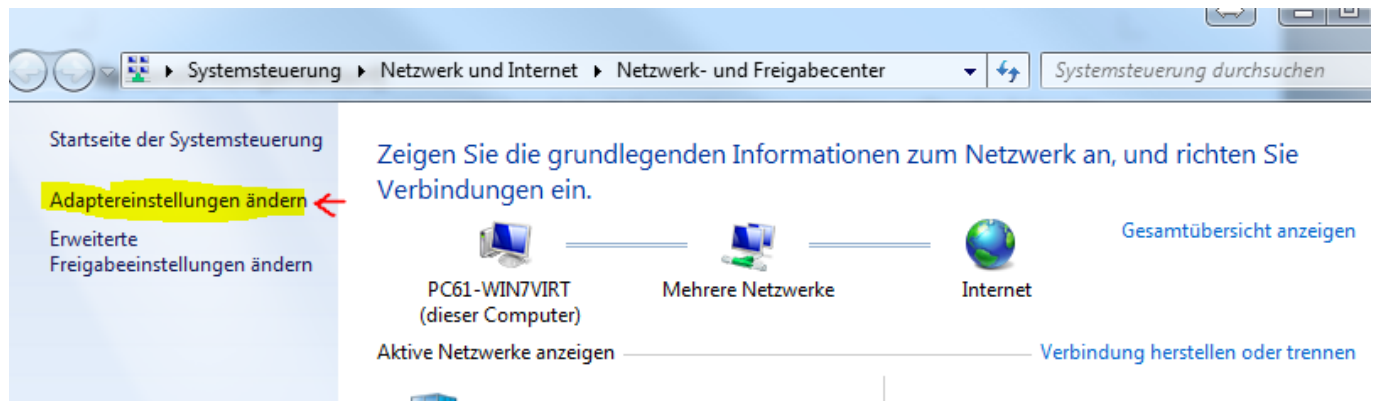 Systemsteuerung Netzwerk und Internet Netzwerk- und Freigabecenter
Systemsteuerung durchsuchen
Startseite der Systemsteuerung
Adaptereinstellungen ändern
Erweiterte
Freigabeeinstellungen ändern
Zeigen Sie die grundlegenden Informationen zum Netzwerk an, und richten Sie
Verbindungen ein.
Gesamtübersicht anzeigen
PC61-WIN7VIRT
(dieser Computer)
Mehrere Netzwerke
Internet
Aktive Netzwerke anzeigen
Verbindung herstellen oder trennen